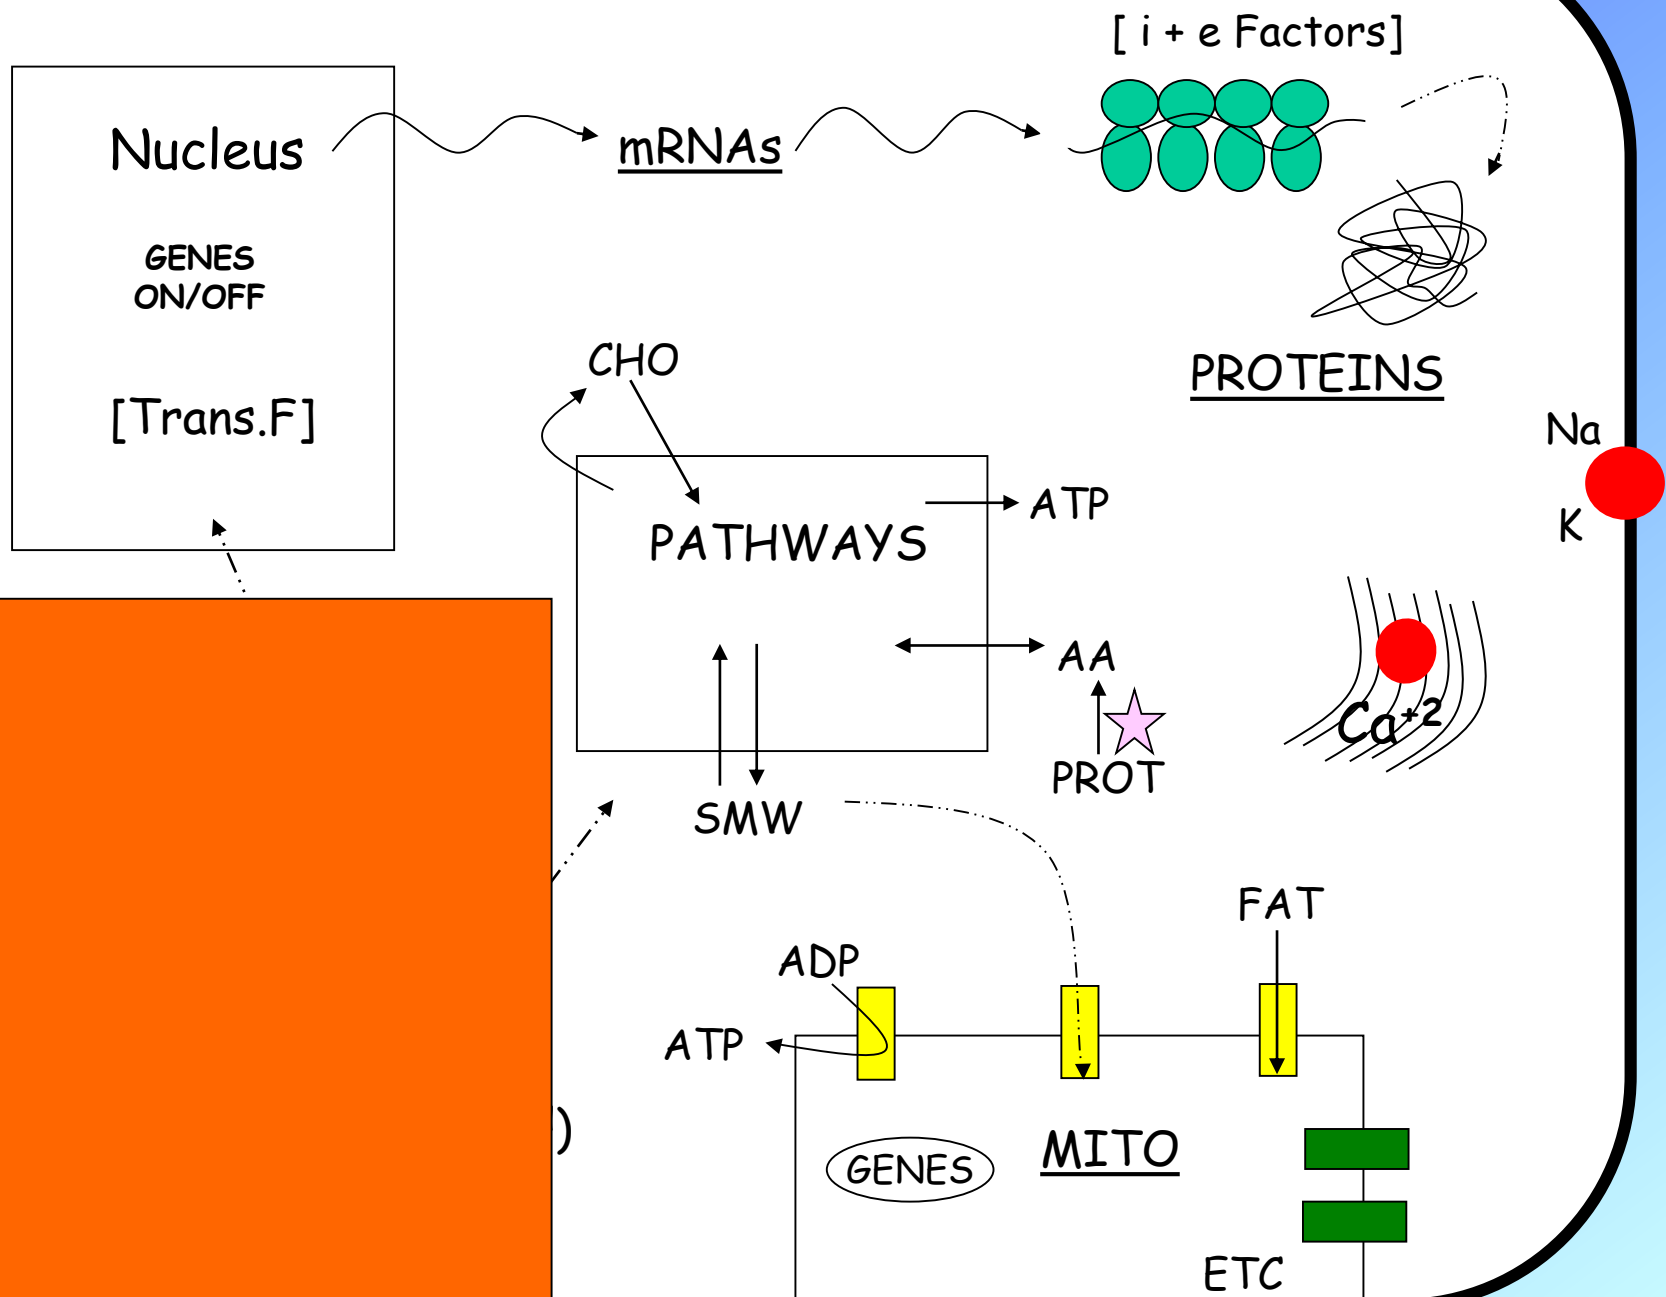 [ i + e Factors]
Nucleus
mRNAs
GENES
ON/OFF
[Trans.F]
CHO
PROTEINS
Na
K
ATP
PATHWAYS
AA
PROT
Ca+2
SMW
FAT
ADP
ATP
)
GENES
MITO
ETC